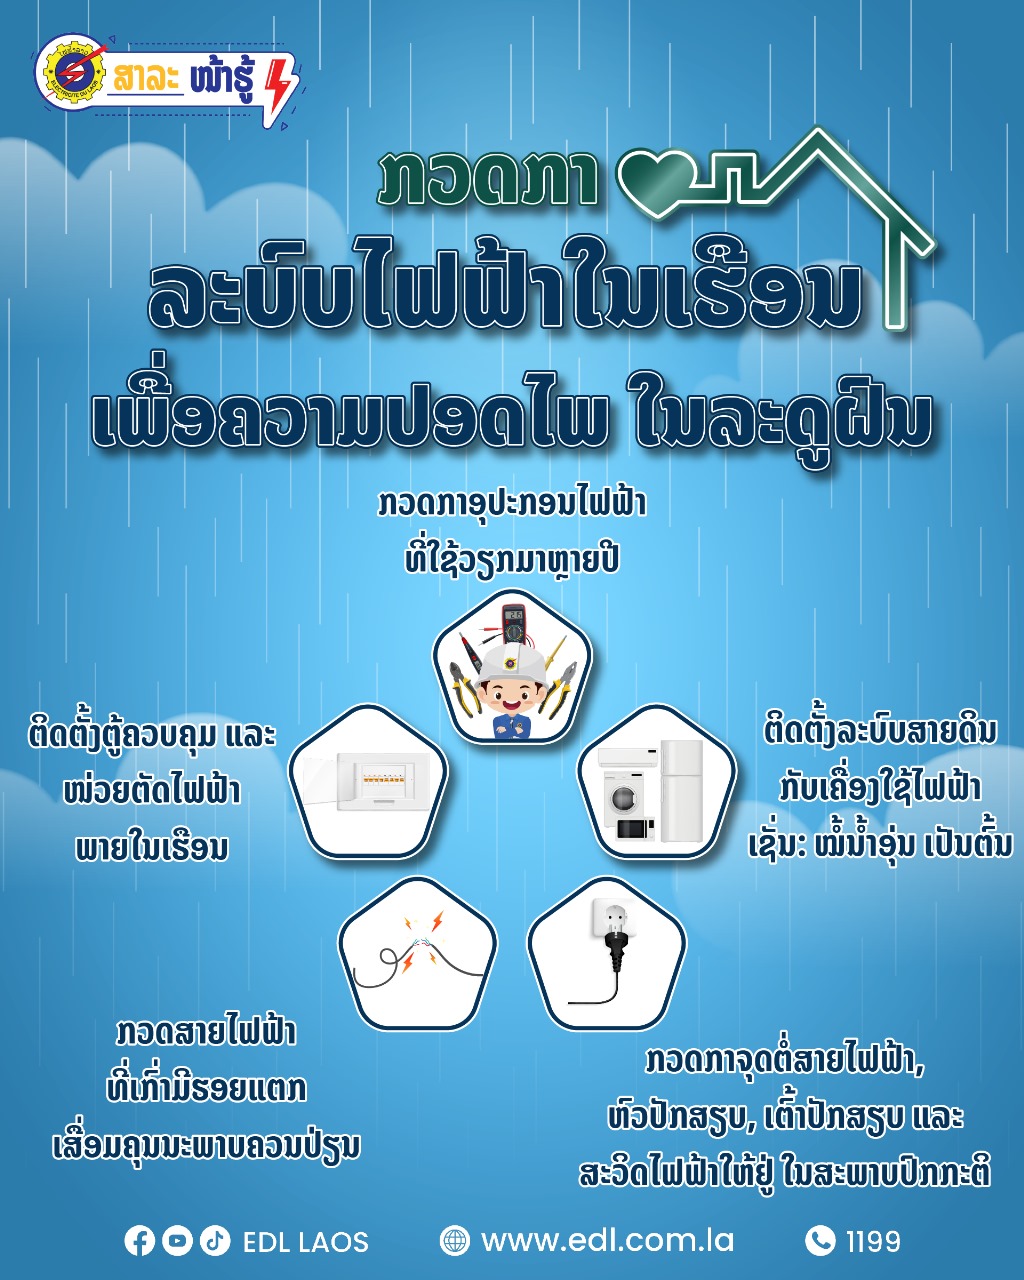 ສາລະ ໜ້າຮູ້
ELECTRICITE DU LAOS
ກວດກາ
ລະບົບໄຟຟ້າໃນເຮືອນ
ເພື່ອຄວາມປອດໄພ ໃນລະດູຝົນ
ກວດກາອຸປະກອນໄຟຟ້າ
ທີ່ໃຊ້ວຽກມາຫຼາຍປີ
ຕິດຕັ້ງຕູ້ຄວບຄຸມ ແລະ
ໜ່ວຍຕັດໄຟຟ້າ
ພາຍໃນເຮືອນ
ຕິດຕັ້ງລະບົບສາຍດິນ
ກັບເຄື່ອງໃຊ້ໄຟຟ້າ
ເຊັ່ນ: ໝໍ້ນ້ຳອຸ່ນ ເປັນຕົ້ນ
ກວດສາຍໄຟຟ້າ
ທີ່ເກົ່າມີຮອຍແຕກ
ເສື່ອມຄຸນນະພາບຄວນປ່ຽນ
ກວດກາຈຸດຕໍ່ສາຍໄຟຟ້າ,
ຫົວປັກສຽບ, ເຕົ້າປັກສຽບ ແລະ
ສະວິດໄຟຟ້າໃຫ້ຢູ່ ໃນສະພາບປົກກະຕິ
EDL LAOS
www.edl.com.la
1199